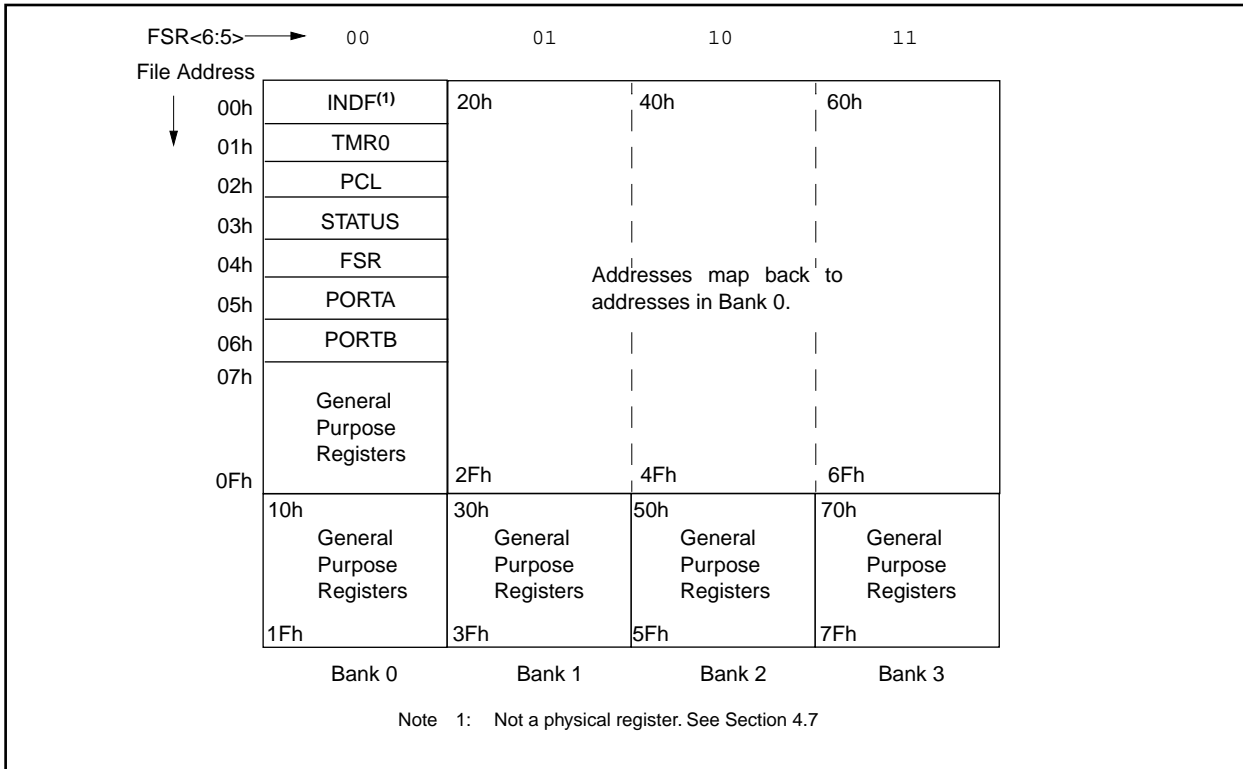 FSR<6:5> 00 01 10 11
File Address
00h INDF(1) 20h 40h 60h
01h TMR0
02h PCL
03h STATUS
04h FSR
Addresses map back to
addresses in Bank 0.
05h PORTA
06h PORTB
07h
General
Purpose
Registers
0Fh 2Fh 4Fh 6Fh
10h 30h 50h 70h
General General General General
Purpose Purpose Purpose Purpose
Registers Registers Registers Registers
1Fh 3Fh 5Fh 7Fh
Bank 0 Bank 1 Bank 2 Bank 3
Note 1: Not a physical register. See Section 4.7